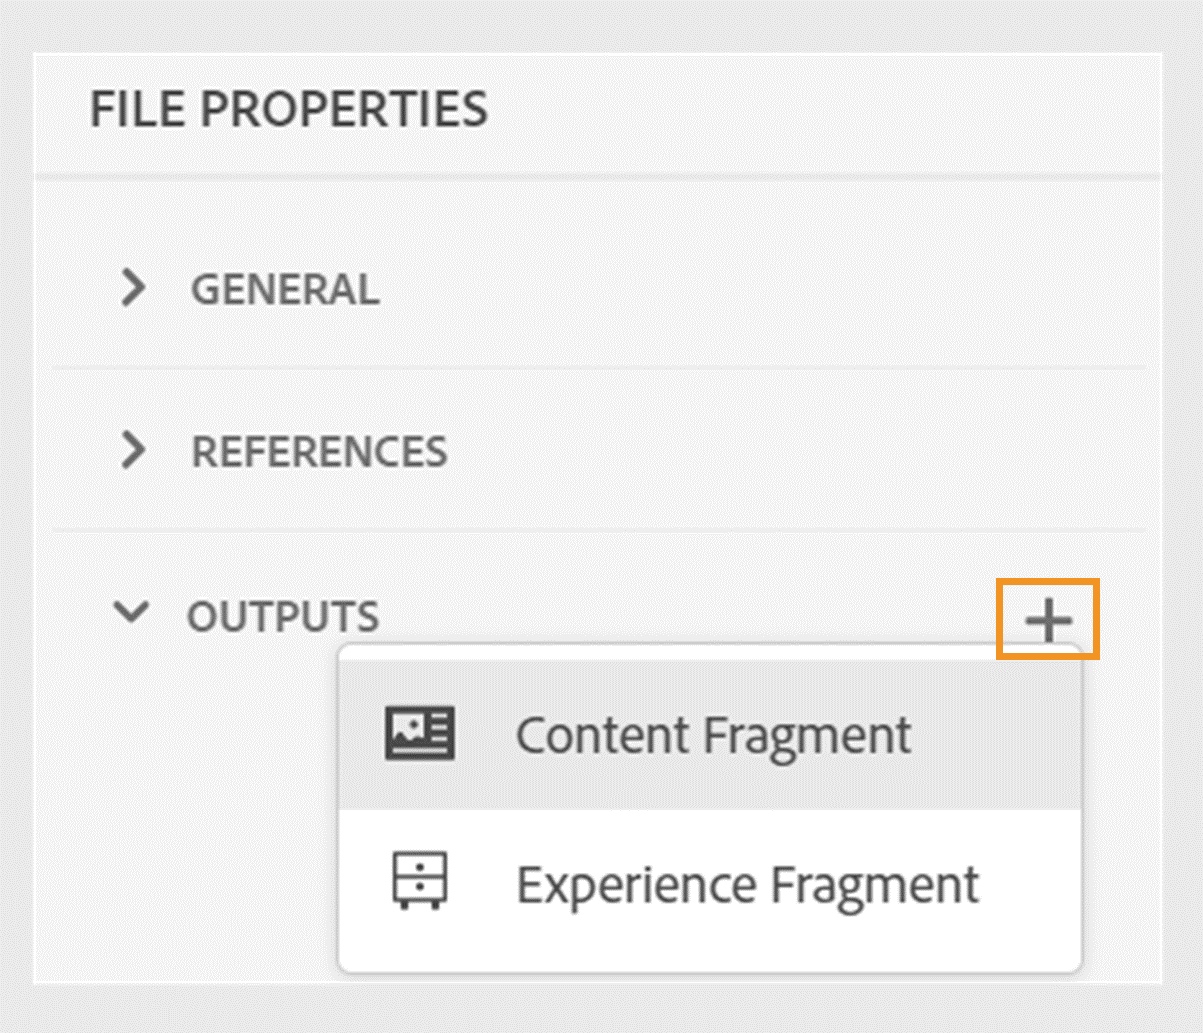 FILE PROPERTIES
GENERAL
REFERENCES
OUTPUTS
Content Fragment
Experience Fragment